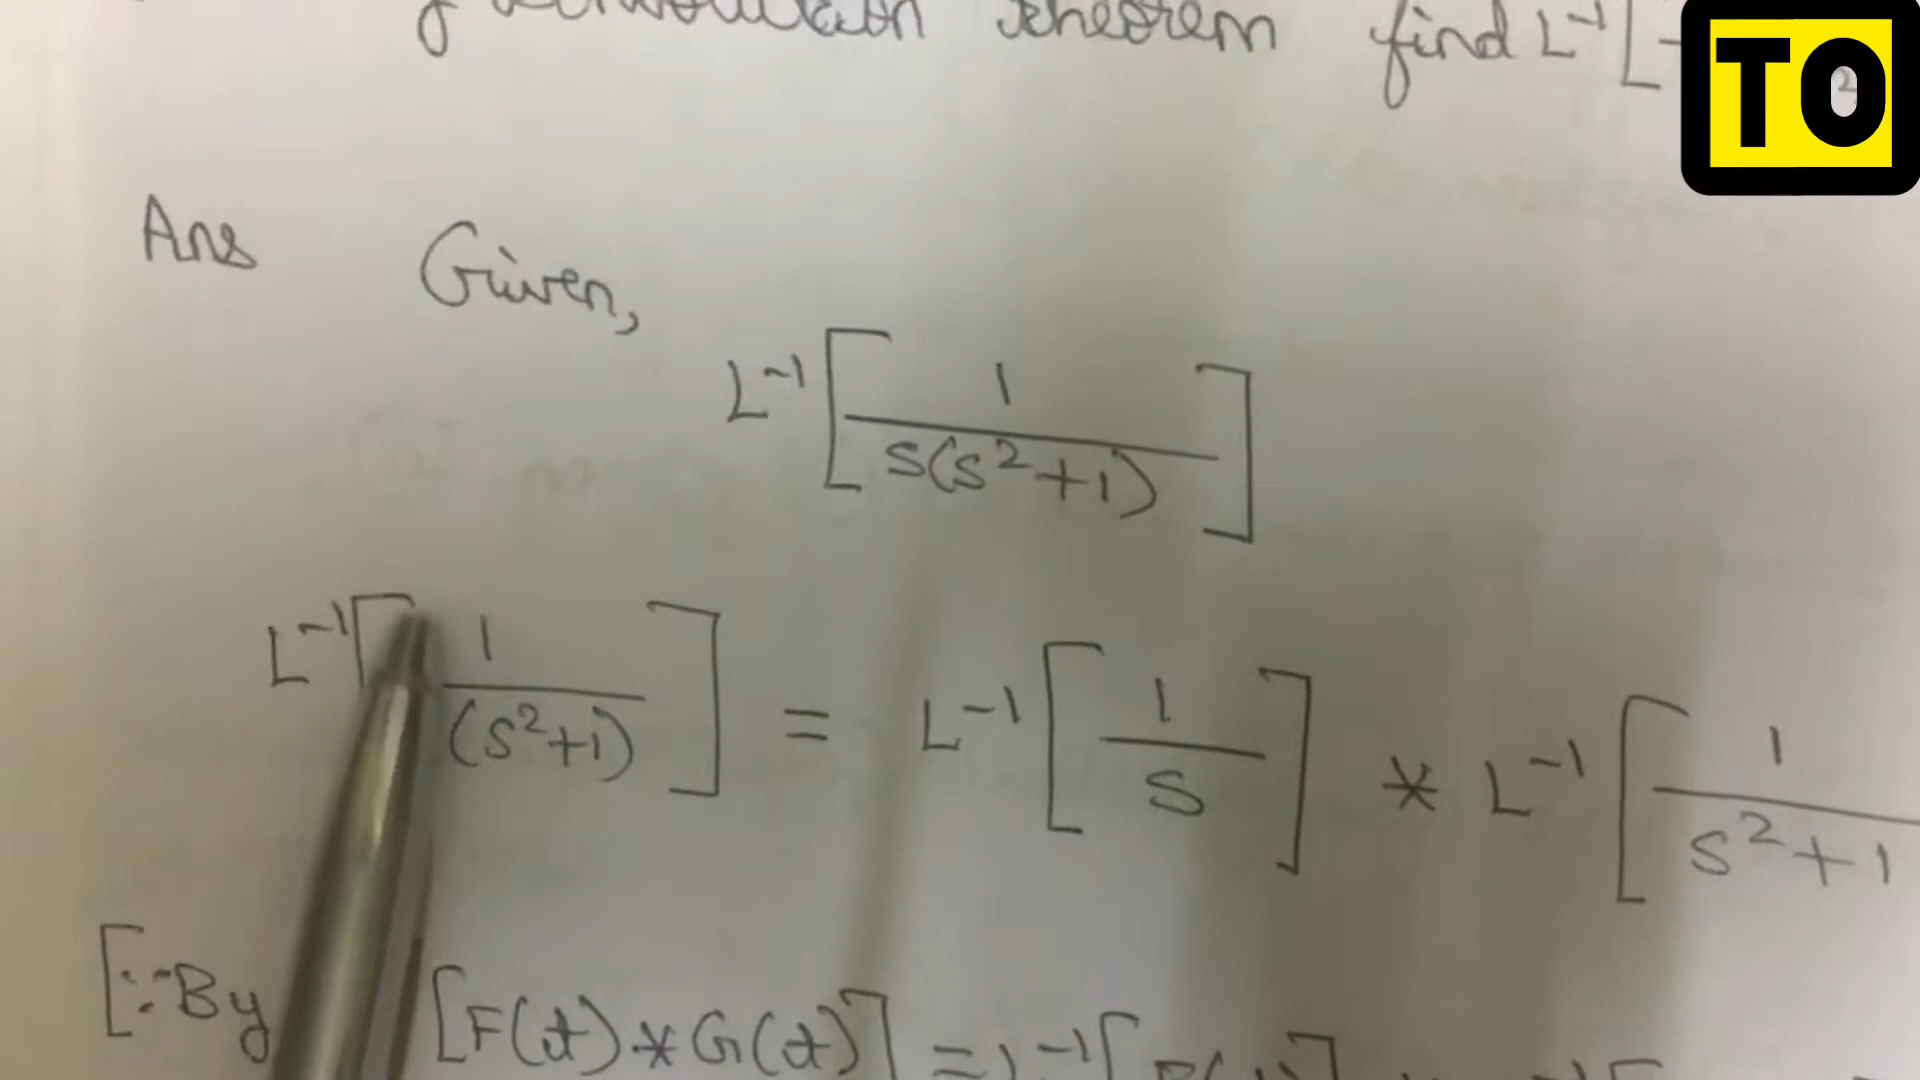 theorem find L⁻¹[
TO
Ans Given,
L⁻¹[1/S(S²+1)]
L⁻¹[1/(S²+1)] = L⁻¹[1/S] * L⁻¹[1/S²+1
[∵By [F(t)*G(t)] = L⁻¹[